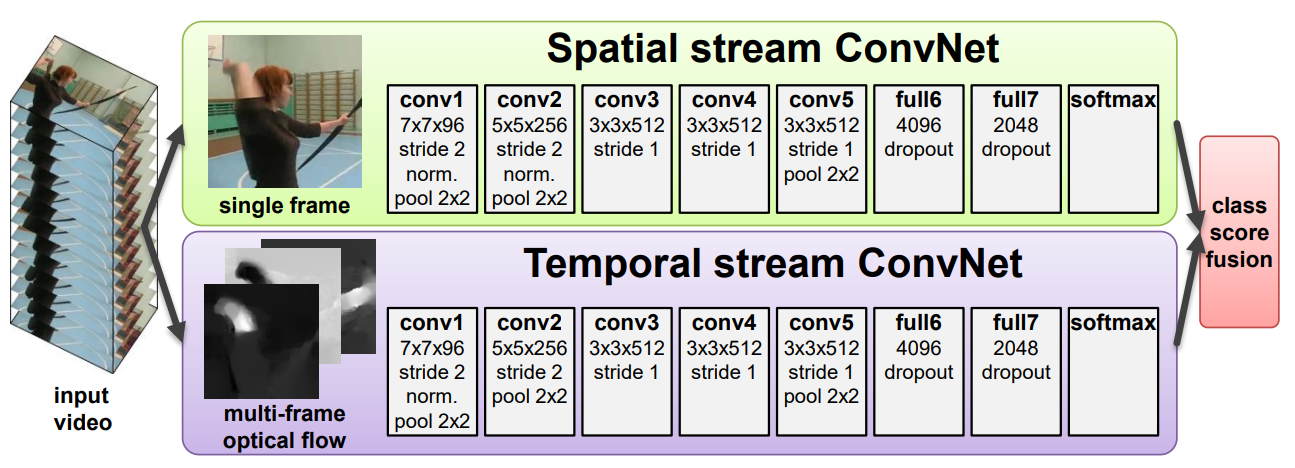 Spatial stream ConvNet
single frame
conv1
7x7x96
stride 2
norm.
pool 2x2
conv2
5x5x256
stride 2
norm.
pool 2x2
conv3
3x3x512
stride 1
conv4
3x3x512
stride 1
conv5
3x3x512
stride 1
pool 2x2
full6
4096
dropout
full7
2048
dropout
softmax
Temporal stream ConvNet
multi-frame
optical flow
conv1
7x7x96
stride 2
norm.
pool 2x2
conv2
5x5x256
stride 2
pool 2x2
conv3
3x3x512
stride 1
conv4
3x3x512
stride 1
conv5
3x3x512
stride 1
pool 2x2
full6
4096
dropout
full7
2048
dropout
softmax
input
video
class
score
fusion